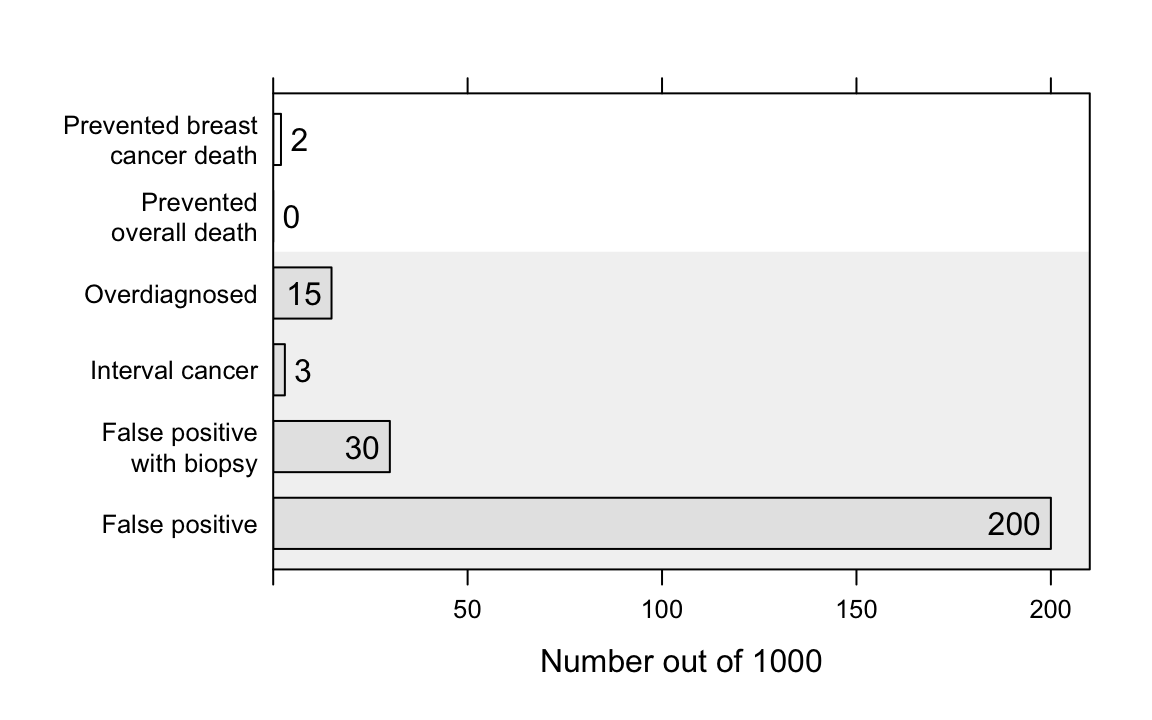 Prevented breast
cancer death
2
Prevented
overall death
0
Overdiagnosed
15
Interval cancer
3
False positive
with biopsy
30
False positive
200
50
100
150
200
Number out of 1000